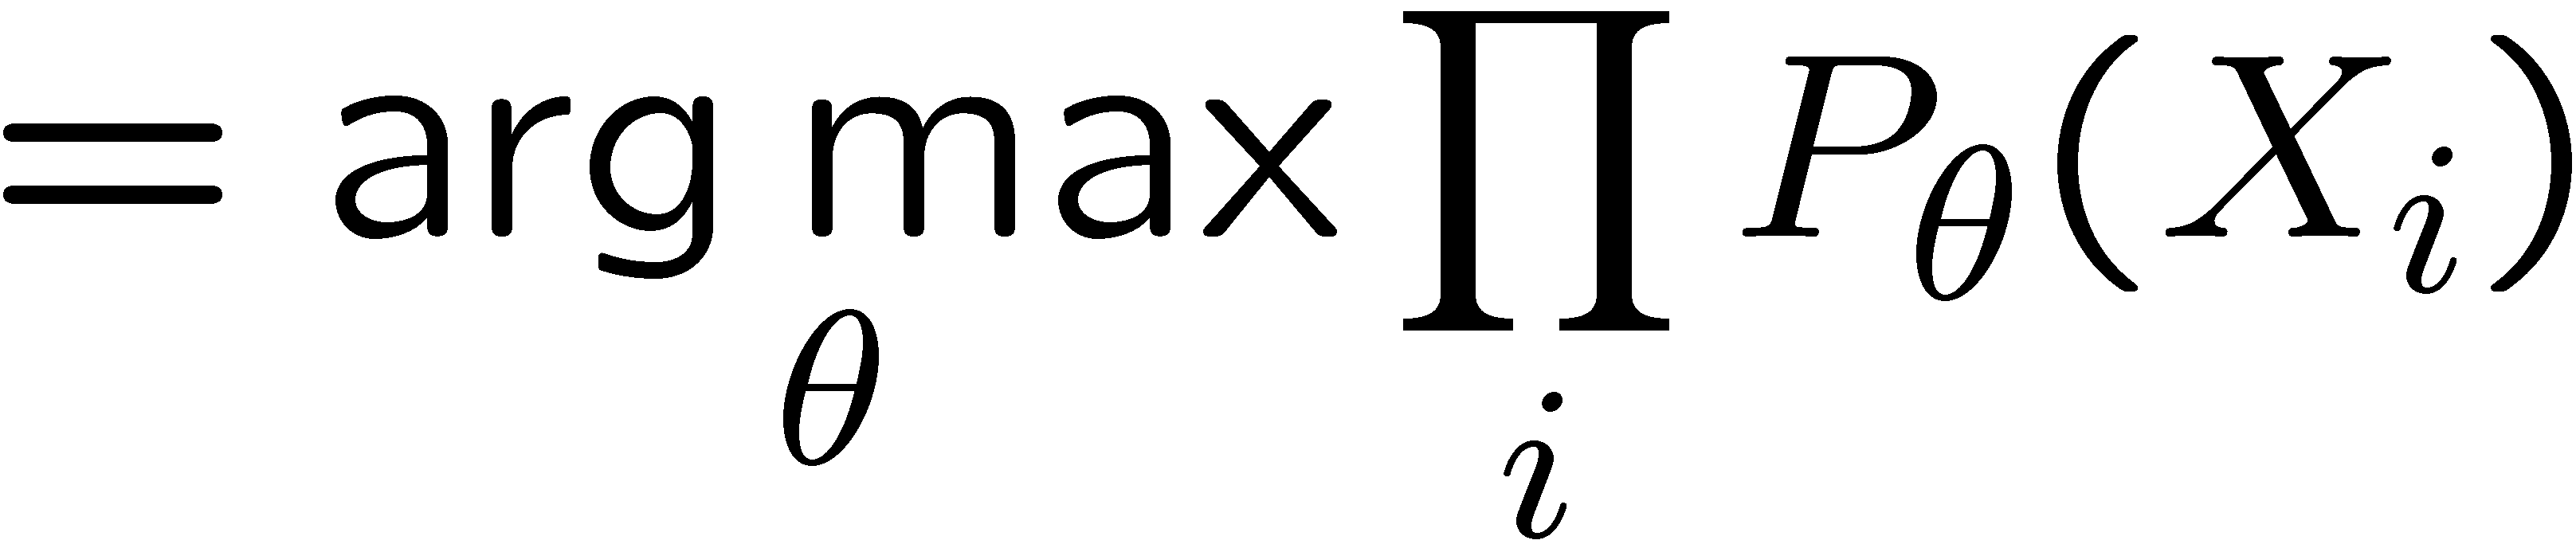 = arg max_θ ∏_i P_θ(X_i)